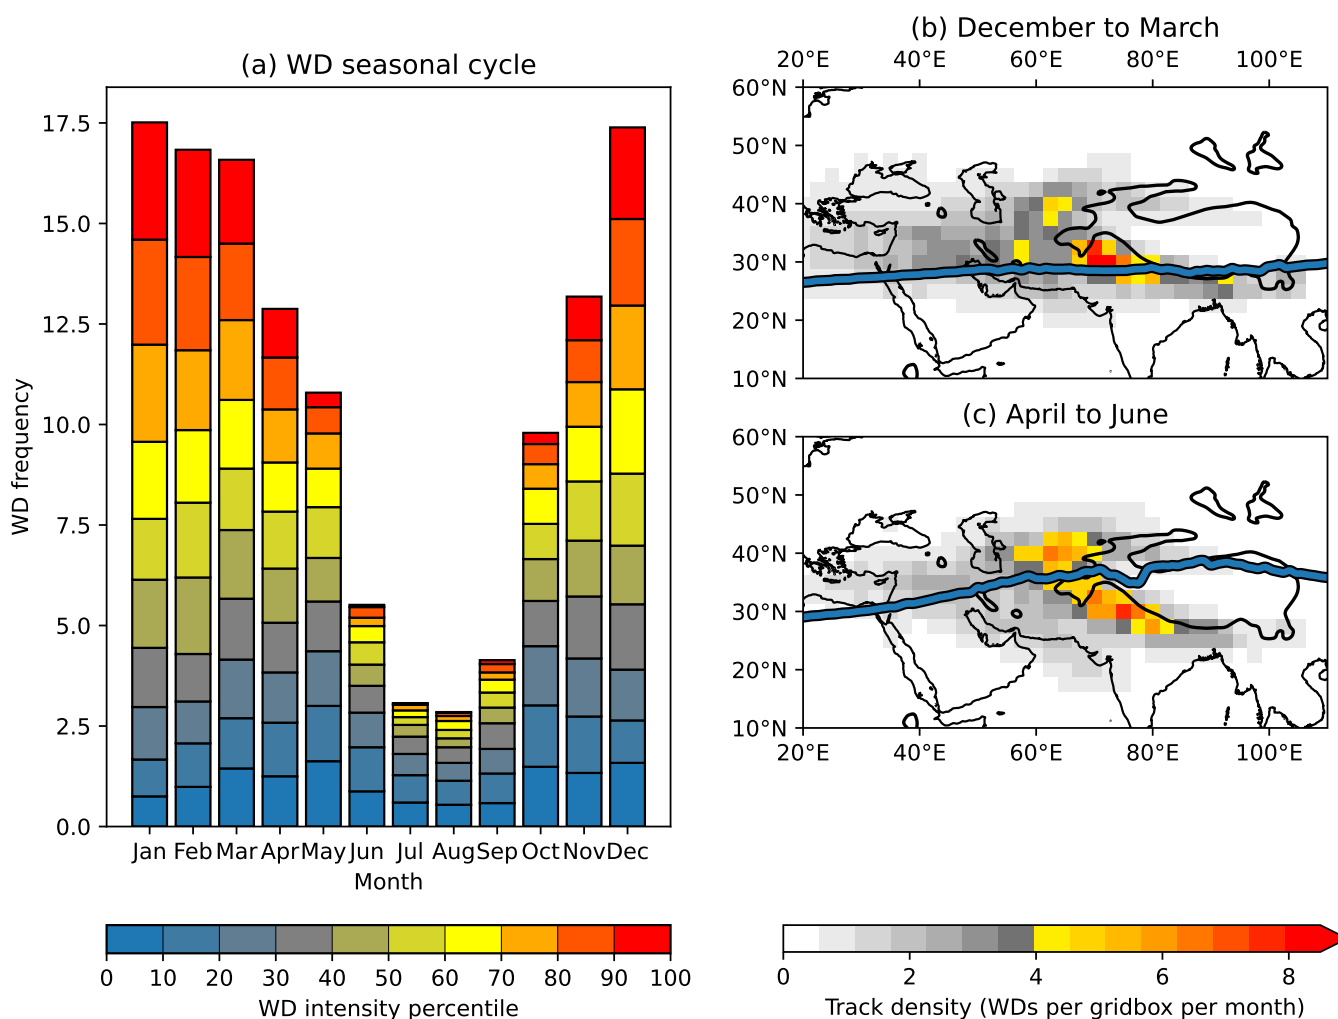 (a) WD seasonal cycle
17.5
15.0
12.5
10.0
7.5
5.0
2.5
0.0
WD frequency
Jan Feb Mar Apr May Jun Jul Aug Sep Oct Nov Dec
Month
0 10 20 30 40 50 60 70 80 90 100
WD intensity percentile
(b) December to March
20°E 40°E 60°E 80°E 100°E
60°N
50°N
40°N
30°N
20°N
10°N
(c) April to June
60°N
50°N
40°N
30°N
20°N
10°N
20°E 40°E 60°E 80°E 100°E
0 2 4 6 8
Track density (WDs per gridbox per month)